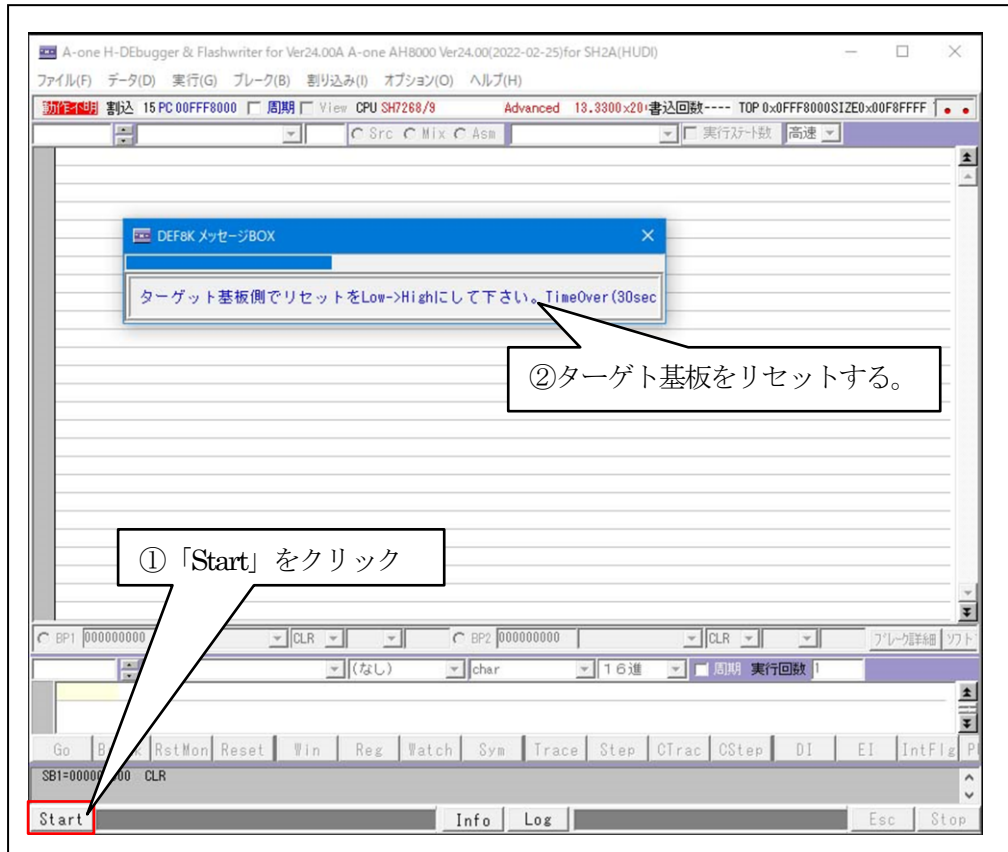 A-one H-DEbugger & Flashwriter for Ver24.00A A-one AH8000 Ver24.00(2022-02-25)for SH2A(HUDI)
ファイル(F) データ(D) 実行(G) ブレーク(B) 割り込み(I) オプション(O) ヘルプ(H)
割込 15 PC 00FFF8000 周期 View CPU SH7268/9 Advanced 13.3300×20 書込回数---- TOP 0x0FFF8000SIZE0x00F8FFFF
Src Mix Asm 実行ステート数 高速
DEF8K メッセージBOX
ターゲット基板側でリセットをLow->Highにして下さい。TimeOver(30sec
②ターゲト基板をリセットする。
①「Start」をクリック
BP1 000000000 CLR BP2 000000000 CLR ブレーク詳細 ソフト
(なし) char 16進 周期 実行回数 1
Go RstMon Reset Win Reg Watch Sym Trace Step CTrac CStep DI EI IntFlg
CLR
Start Info Log Esc Stop